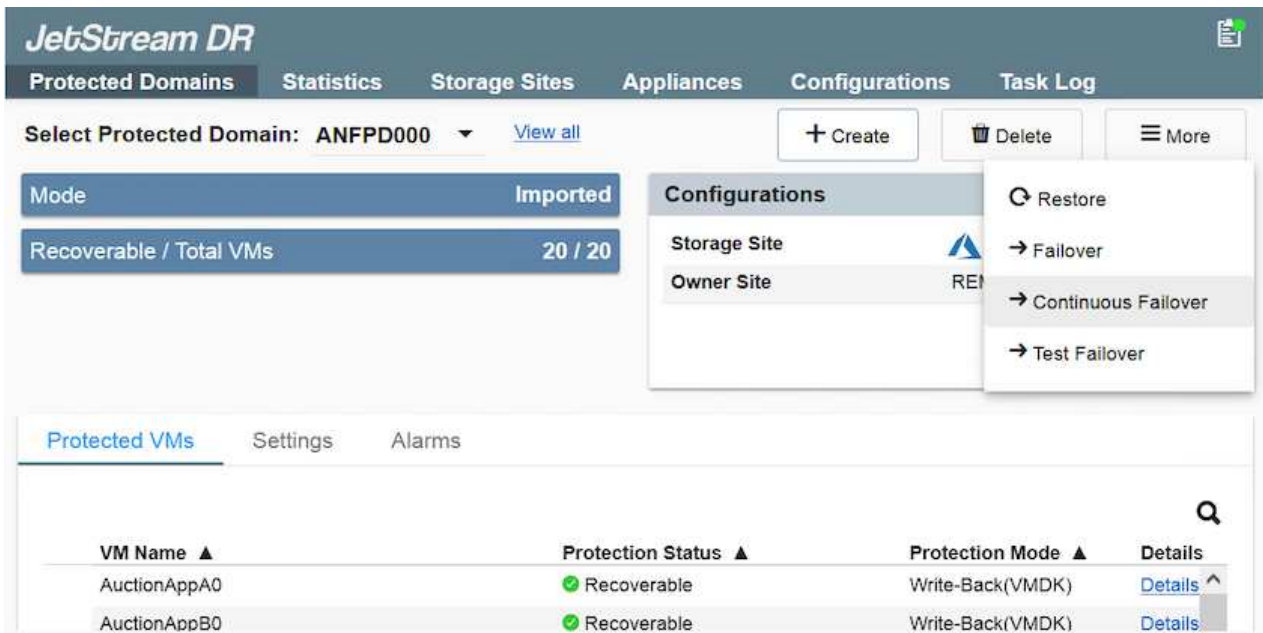 JetStream DR
Protected Domains Statistics Storage Sites Appliances Configurations Task Log
Select Protected Domain: ANFPD000 View all + Create Delete More
Mode Imported
Recoverable / Total VMs 20 / 20
Configurations
Storage Site
Owner Site
Restore
Failover
Continuous Failover
Test Failover
Protected VMs Settings Alarms
VM Name Protection Status Protection Mode Details
AuctionAppA0 Recoverable Write-Back(VMDK) Details
AuctionAppB0 Recoverable Write-Back(VMDK) Details